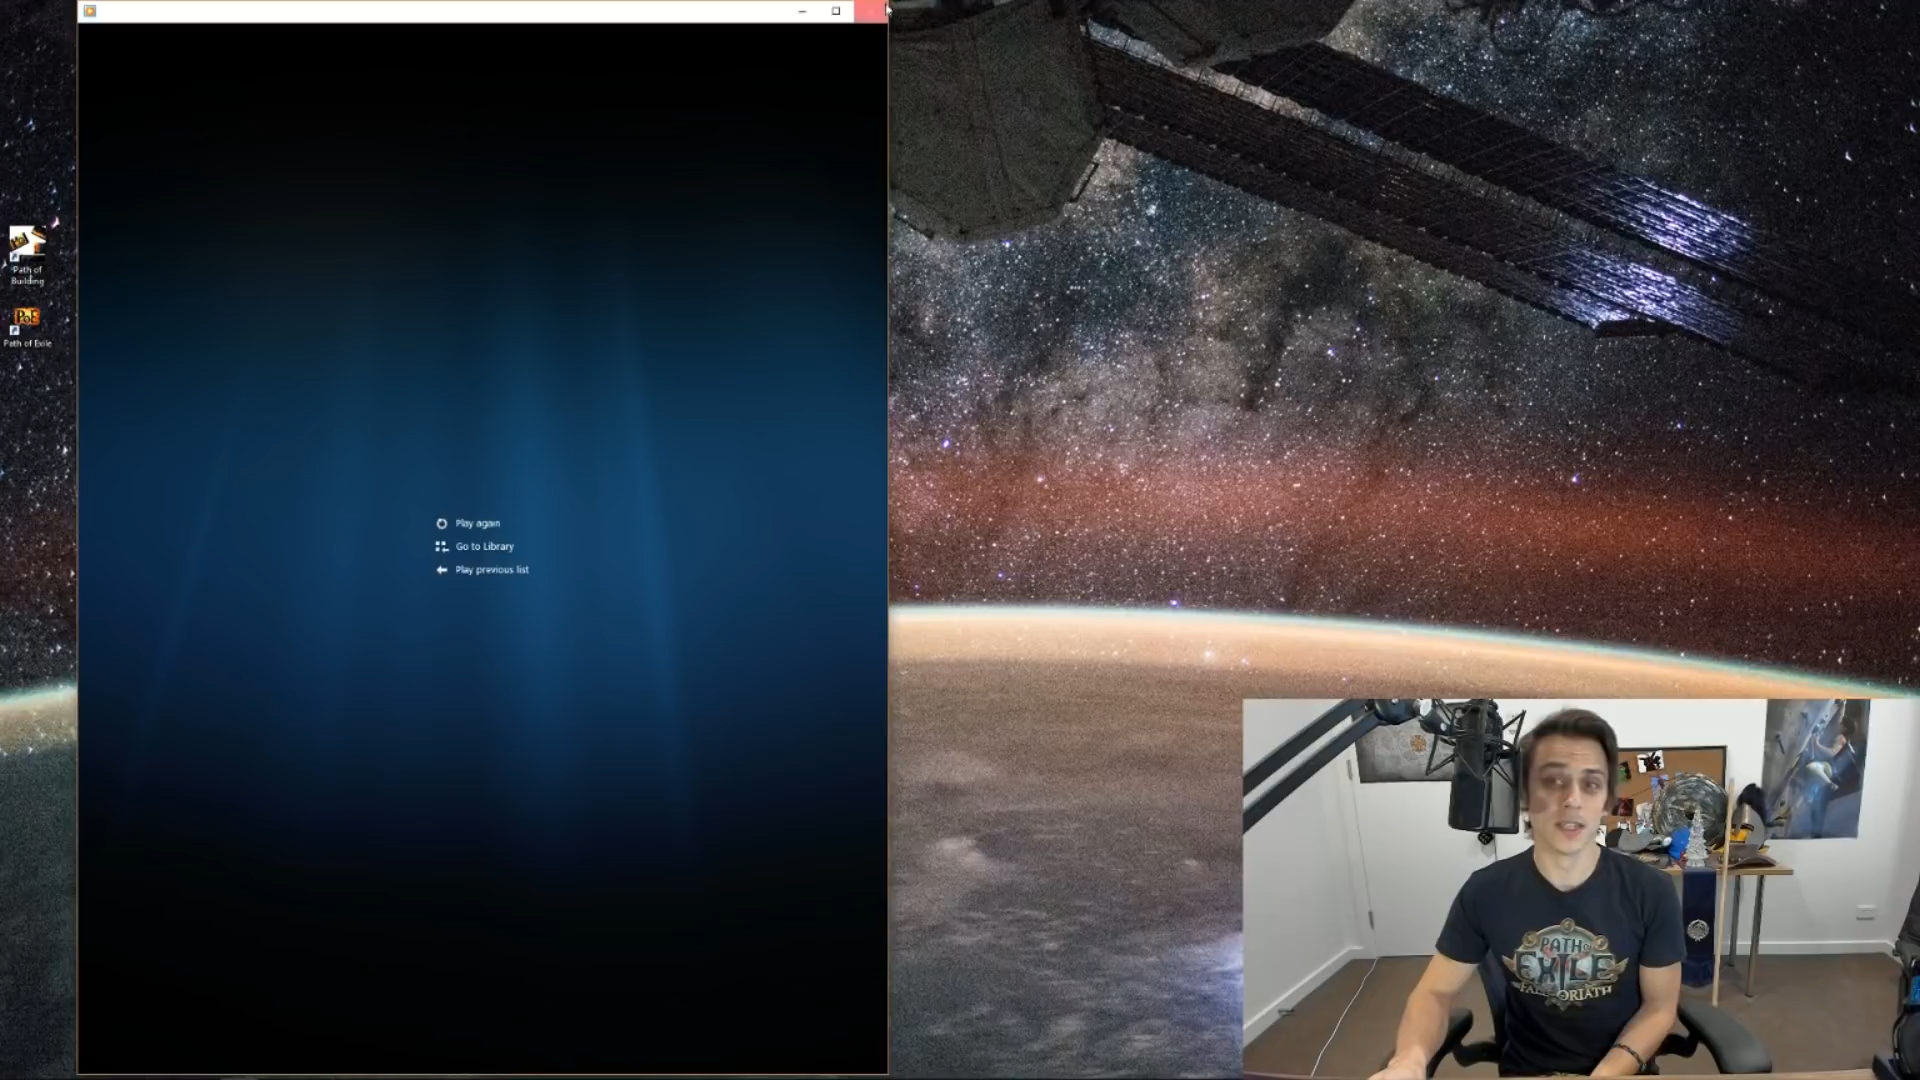 Path of
Building
PoE
Path of Exile
Play again
Go to Library
Play previous list
PATH of
EXILE
FALL of ORIATH